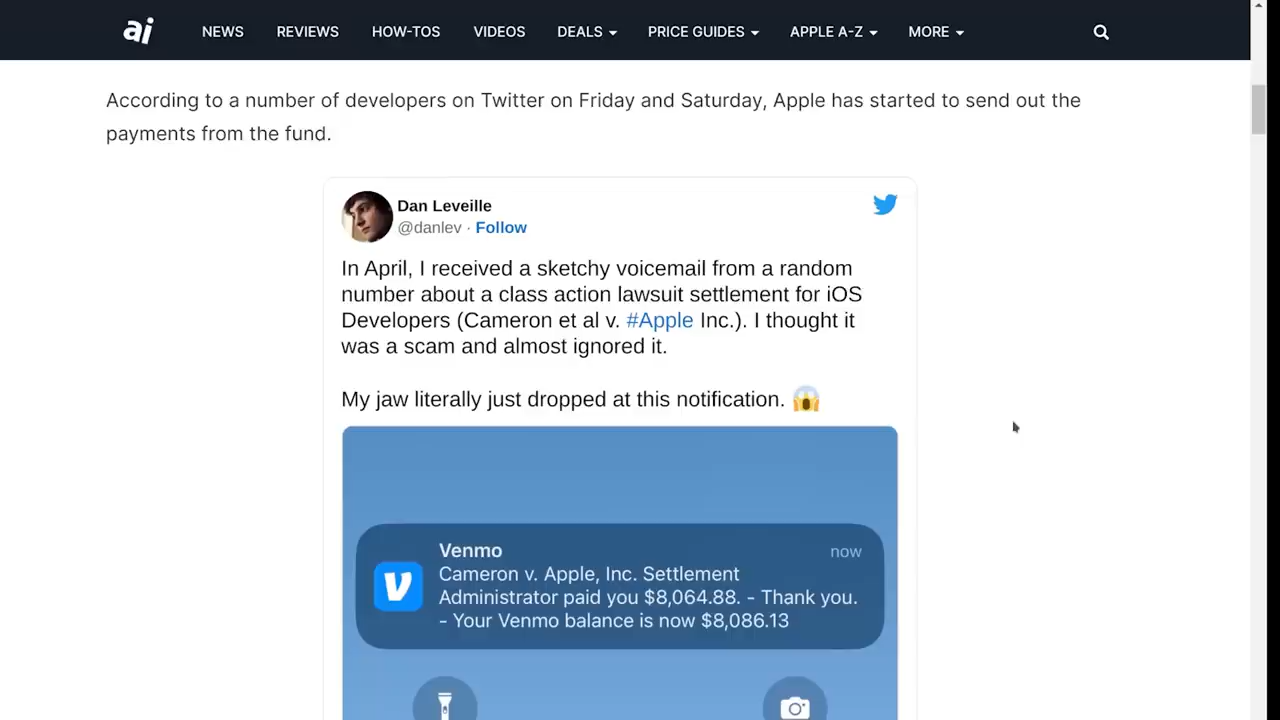 ai NEWS REVIEWS HOW-TOS VIDEOS DEALS PRICE GUIDES APPLE A-Z MORE
According to a number of developers on Twitter on Friday and Saturday, Apple has started to send out the
payments from the fund.
Dan Leveille
@danlev · Follow
In April, I received a sketchy voicemail from a random
number about a class action lawsuit settlement for iOS
Developers (Cameron et al v. #Apple Inc.). I thought it
was a scam and almost ignored it.
My jaw literally just dropped at this notification. 😱
Venmo now
Cameron v. Apple, Inc. Settlement
Administrator paid you $8,064.88. - Thank you.
- Your Venmo balance is now $8,086.13